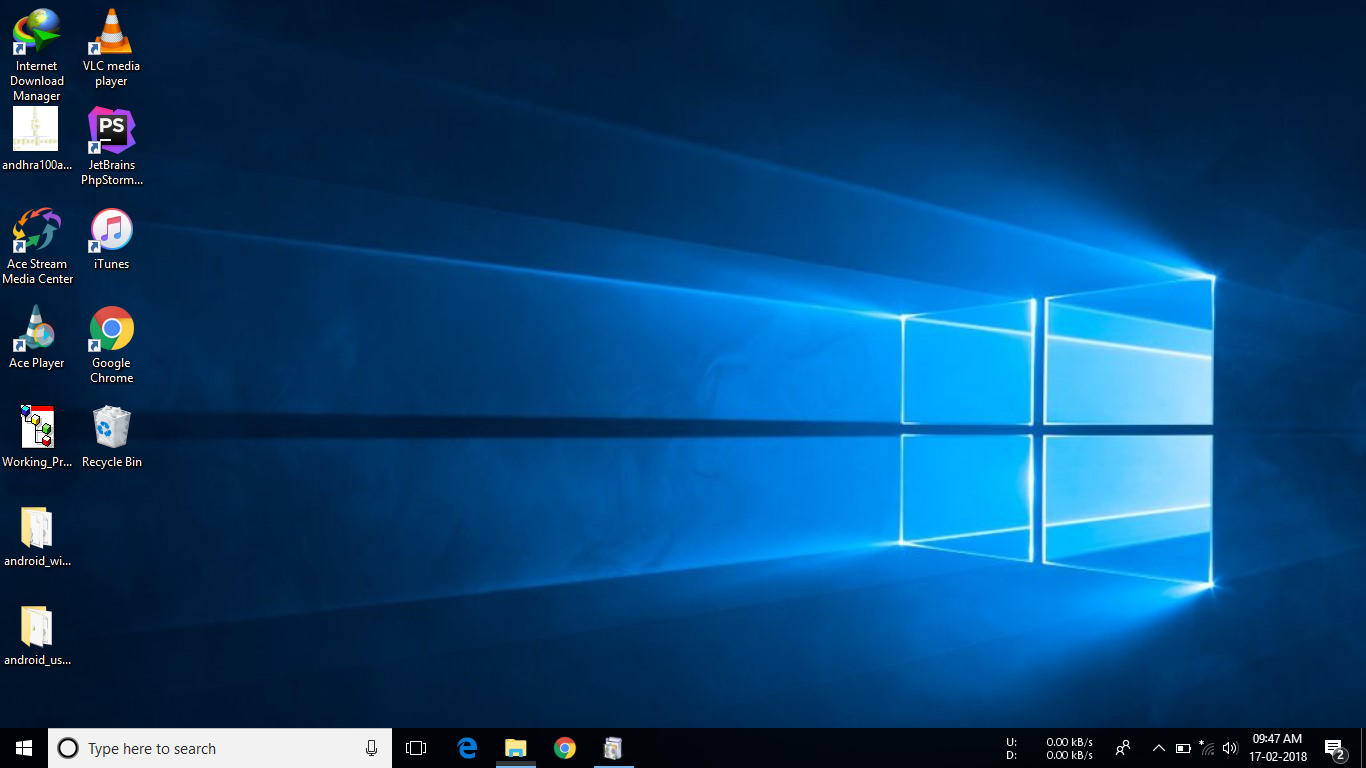 Internet
Download
Manager
VLC media
player
andhra100a...
PS
JetBrains
PhpStorm...
Ace Stream
Media Center
iTunes
Ace Player
Google
Chrome
Working_Pr...
Recycle Bin
android_wi...
android_us...
Type here to search
U: 0.00 kB/s
D: 0.00 kB/s
09:47 AM
17-02-2018
2